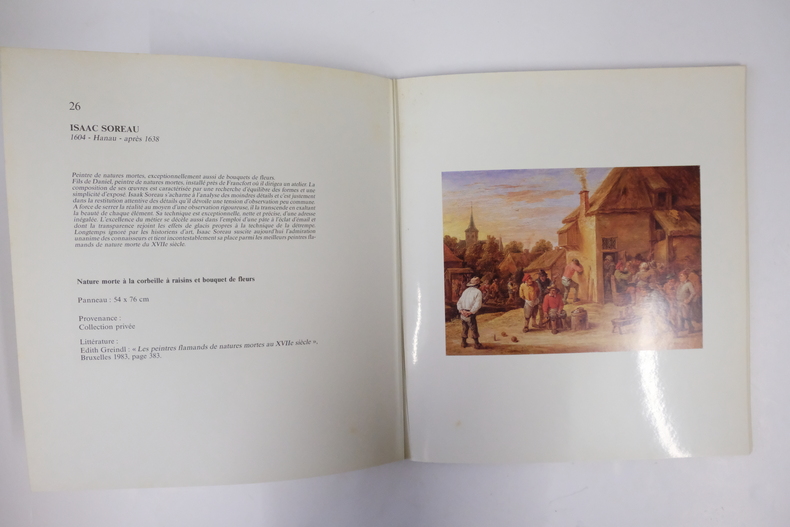 26
ISAAC SOREAU
1604 - Hanau - après 1638
Peintre de natures mortes, exceptionnellement aussi de bouquets de fleurs.
Fils de Daniel, peintre de natures mortes, installé près de Francfort où il dirigea un atelier. La
composition de ses œuvres est caractérisée par une recherche d'équilibre des formes et une
simplicité d'exposé. Isaak Soreau s'acharne à l'analyse des moindres détails et c'est justement
dans la restitution attentive des détails qu'il dévoile une tension d'observation peu commune.
A force de serrer la réalité au moyen d'une observation rigoureuse, il la transcende en exaltant
la beauté de chaque élément. Sa technique est exceptionnelle, nette et précise, d'une adresse
inégalée. L'excellence du métier se décèle aussi dans l'emploi d'une pâte à l'éclat d'émail et
dont la transparence rejoint les effets de glacis propres à la technique de la détrempe.
Longtemps ignoré par les historiens d'art, Isaac Soreau suscite aujourd'hui l'admiration
unanime des connaisseurs et tient incontestablement sa place parmi les meilleurs peintres fla-
mands de nature morte du XVIIe siècle.
Nature morte à la corbeille à raisins et bouquet de fleurs
Panneau : 54 x 76 cm
Provenance :
Collection privée
Littérature :
Edith Greindl : « Les peintres flamands de natures mortes au XVIIe siècle ».
Bruxelles 1983, page 383.